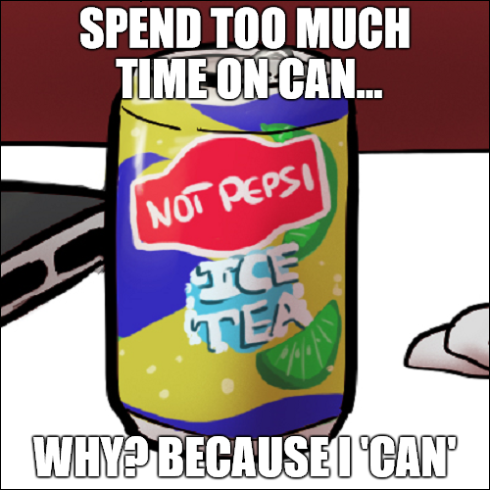 SPEND TOO MUCH
TIME ON CAN...
NOT PEPSI
ICE
TEA
WHY? BECAUSE I 'CAN'